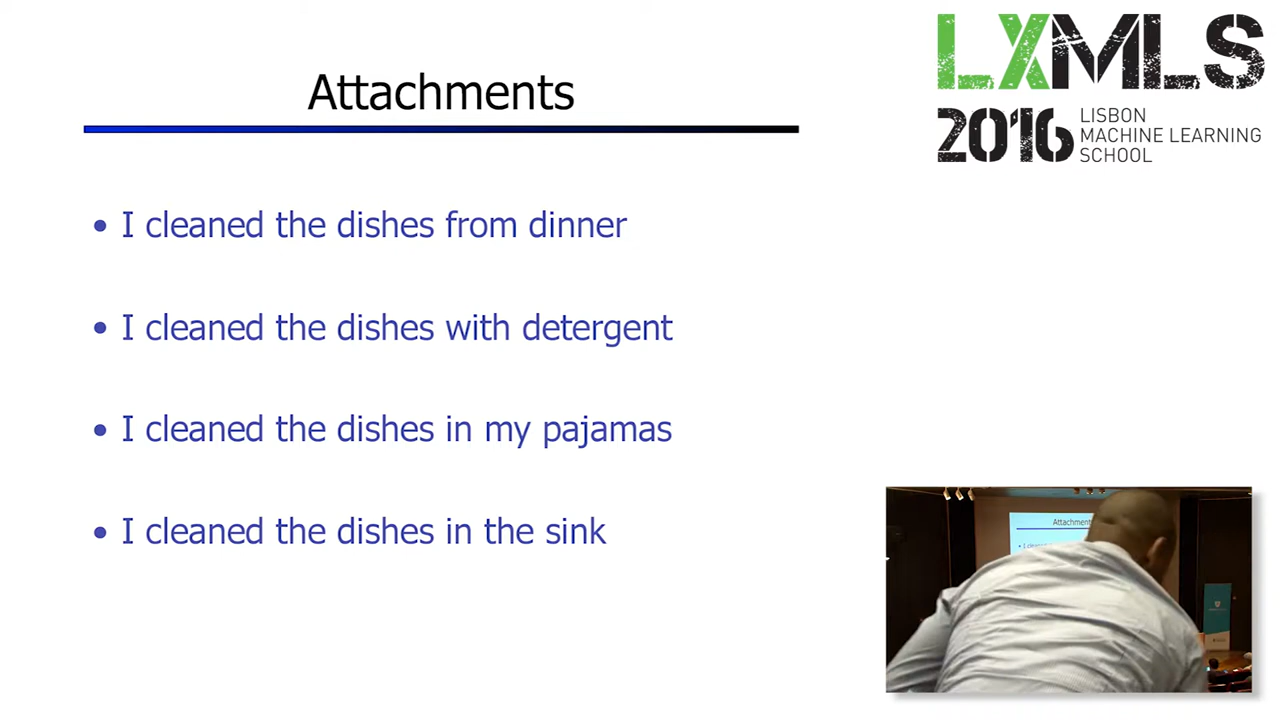 LXMLS
2016 LISBON
MACHINE LEARNING
SCHOOL
Attachments
• I cleaned the dishes from dinner
• I cleaned the dishes with detergent
• I cleaned the dishes in my pajamas
• I cleaned the dishes in the sink
Attachment